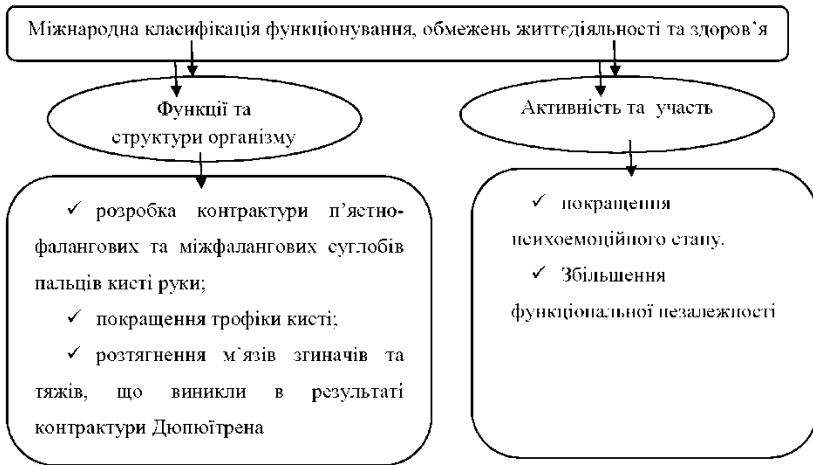 Міжнародна класифікація функціонування, обмежень життєдіяльності та здоров’я
Функції та
структури організму
Активність та участь
✓ розробка контрактури п’ястно-
фалангових та міжфалангових суглобів
пальців кисті руки;
✓ покращення трофіки кисті;
✓ розтягнення м`язів згиначів та
тяжів, що виникли в результаті
контрактури Дюпюїтрена
✓ покращення
психоемоційного стану.
✓ Збільшення
функціональної незалежності